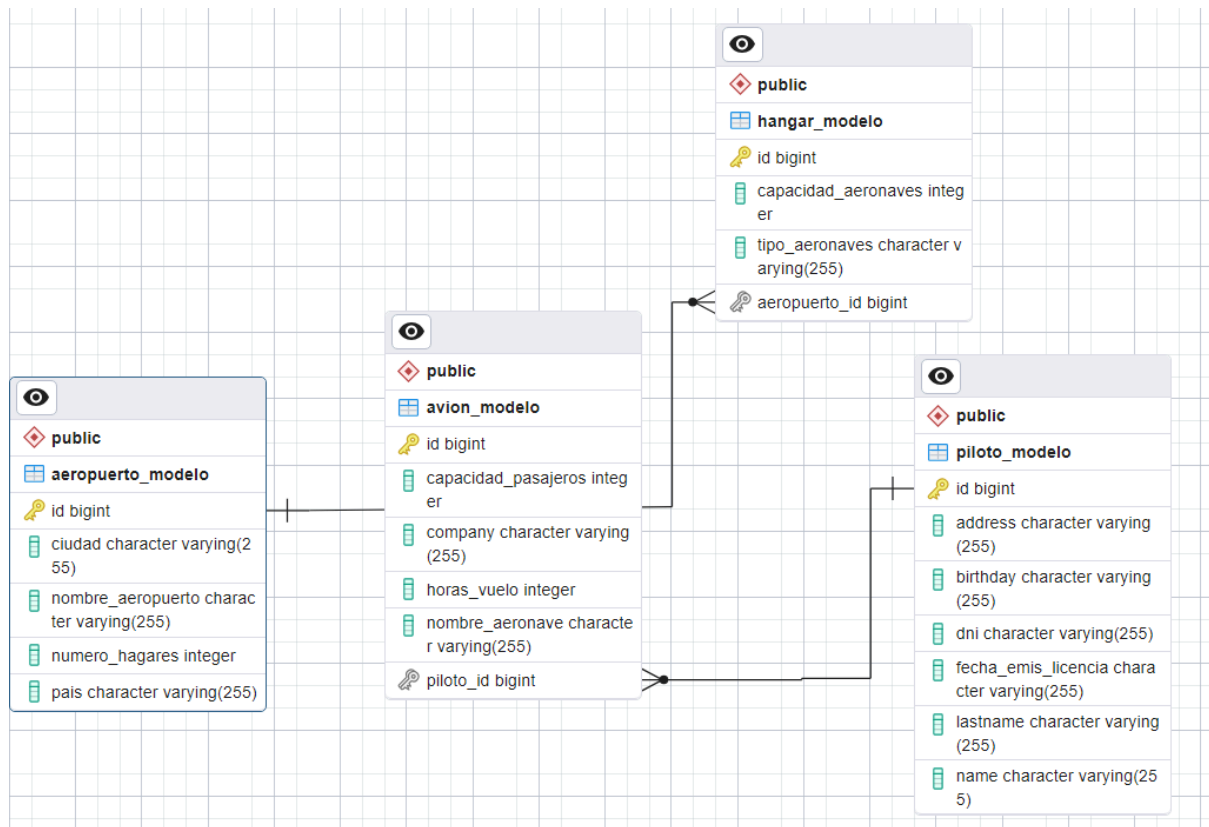 public
hangar_modelo
id bigint
capacidad_aeronaves integ
er
tipo_aeronaves character v
arying(255)
aeropuerto_id bigint
public
avion_modelo
id bigint
capacidad_pasajeros integ
er
company character varying
(255)
horas_vuelo integer
nombre_aeronave characte
r varying(255)
piloto_id bigint
public
aeropuerto_modelo
id bigint
ciudad character varying(2
55)
nombre_aeropuerto charac
ter varying(255)
numero_hagares integer
pais character varying(255)
public
piloto_modelo
id bigint
address character varying
(255)
birthday character varying
(255)
dni character varying(255)
fecha_emis_licencia chara
cter varying(255)
lastname character varying
(255)
name character varying(25
5)